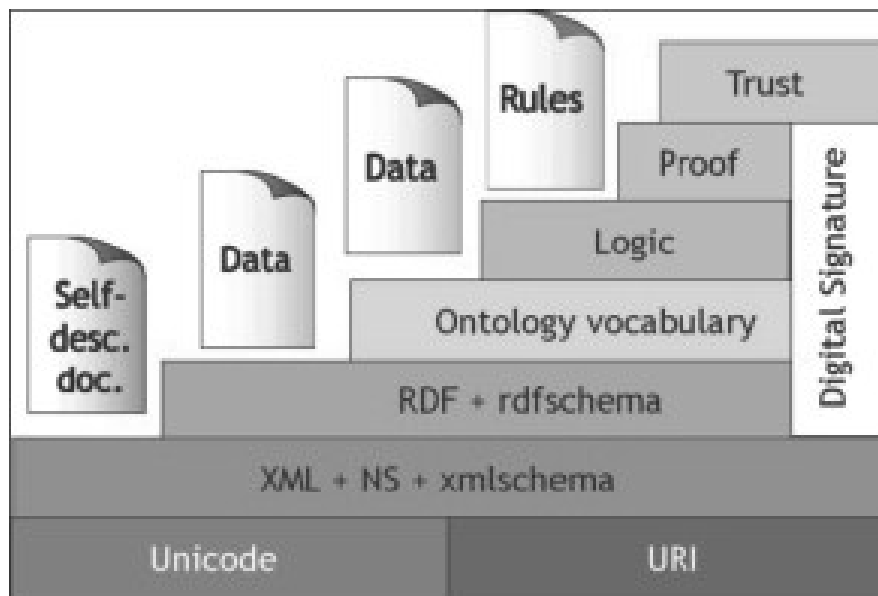 Rules
Trust
Data
Proof
Data
Logic
Self-
desc.
doc.
Ontology vocabulary
Digital Signature
RDF + rdfschema
XML + NS + xmlschema
Unicode
URI